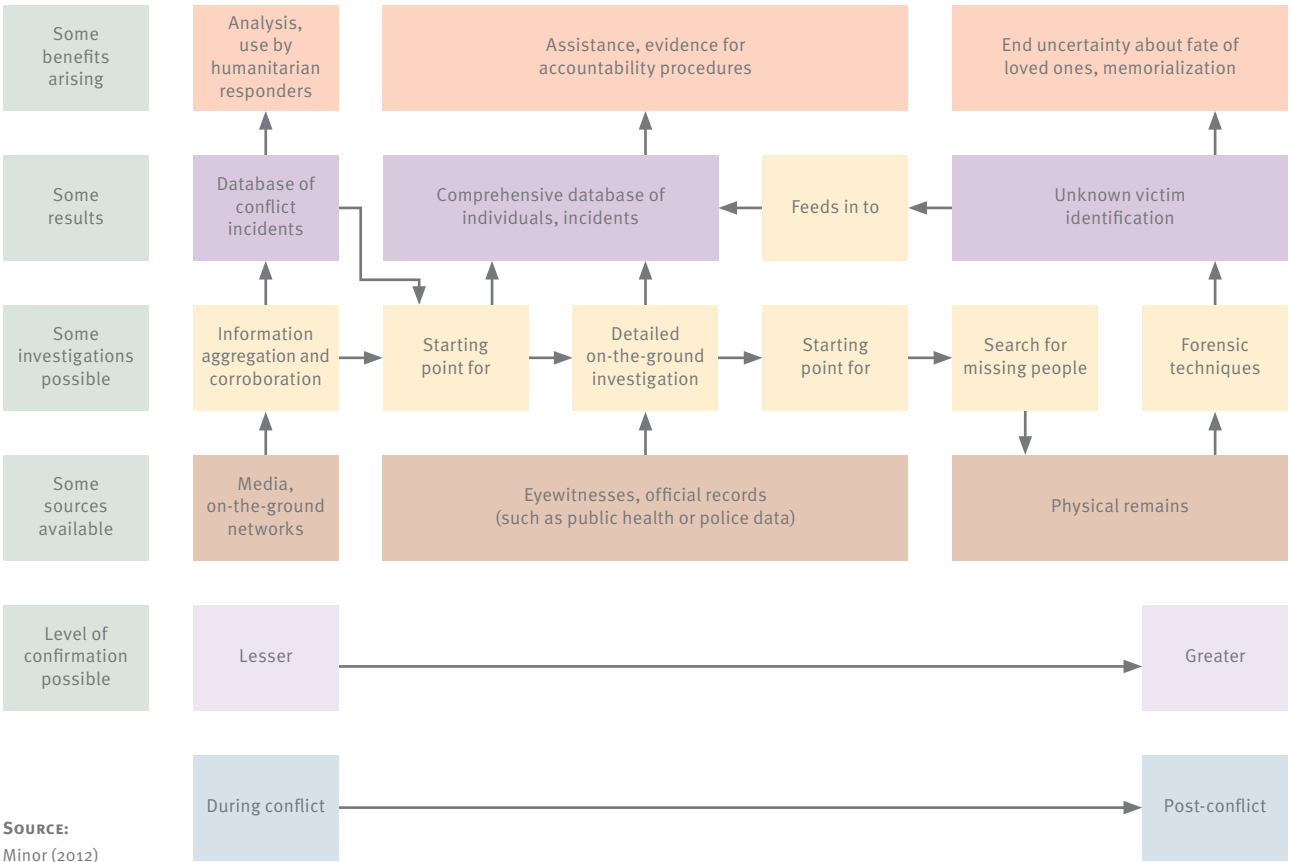 Some
benefits
arising
Analysis,
use by
humanitarian
responders
Assistance, evidence for
accountability procedures
End uncertainty about fate of
loved ones, memorialization
Some
results
Database of
conflict
incidents
Comprehensive database of
individuals, incidents
Feeds in to
Unknown victim
identification
Some
investigations
possible
Information
aggregation and
corroboration
Starting
point for
Detailed
on-the-ground
investigation
Starting
point for
Search for
missing people
Forensic
techniques
Some
sources
available
Media,
on-the-ground
networks
Eyewitnesses, official records
(such as public health or police data)
Physical remains
Level of
confirmation
possible
Lesser
Greater
During conflict
Post-conflict
SOURCE:
Minor (2012)